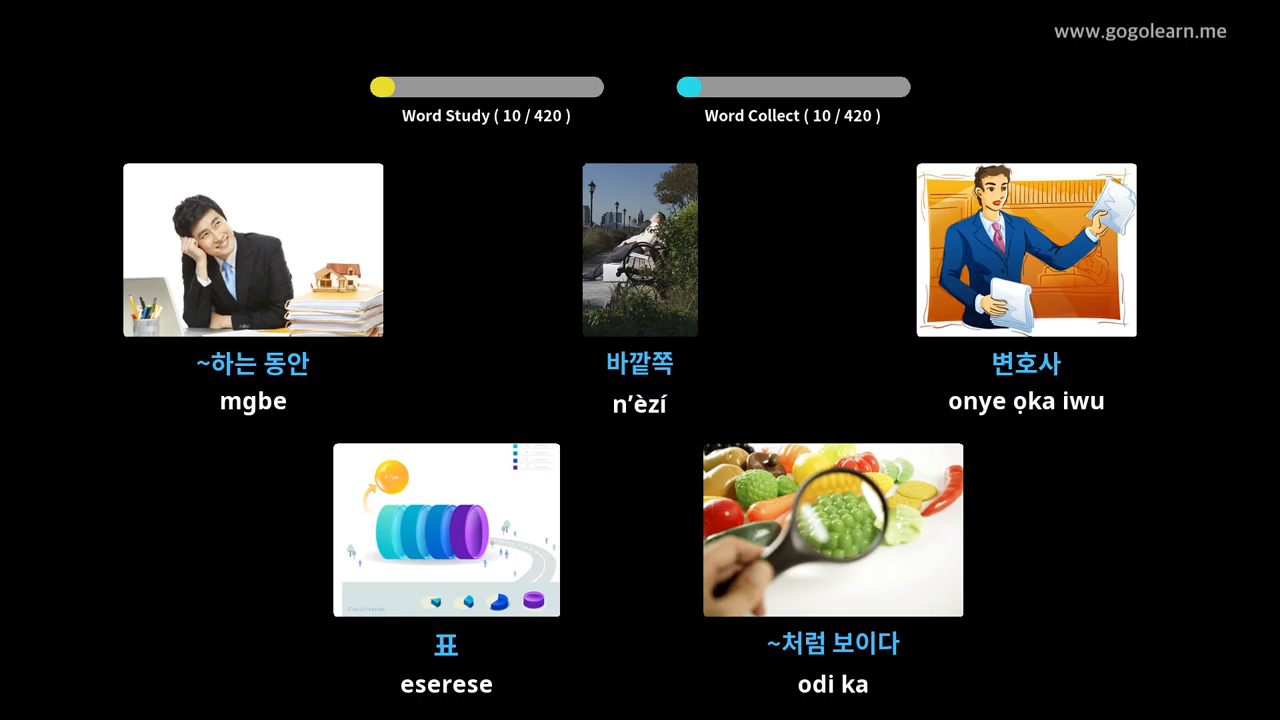 www.gogolearn.me
Word Study ( 10 / 420 )
Word Collect ( 10 / 420 )
~하는 동안
mgbe
바깥쪽
n’èzí
변호사
onye ọka iwu
표
eserese
~처럼 보이다
odi ka